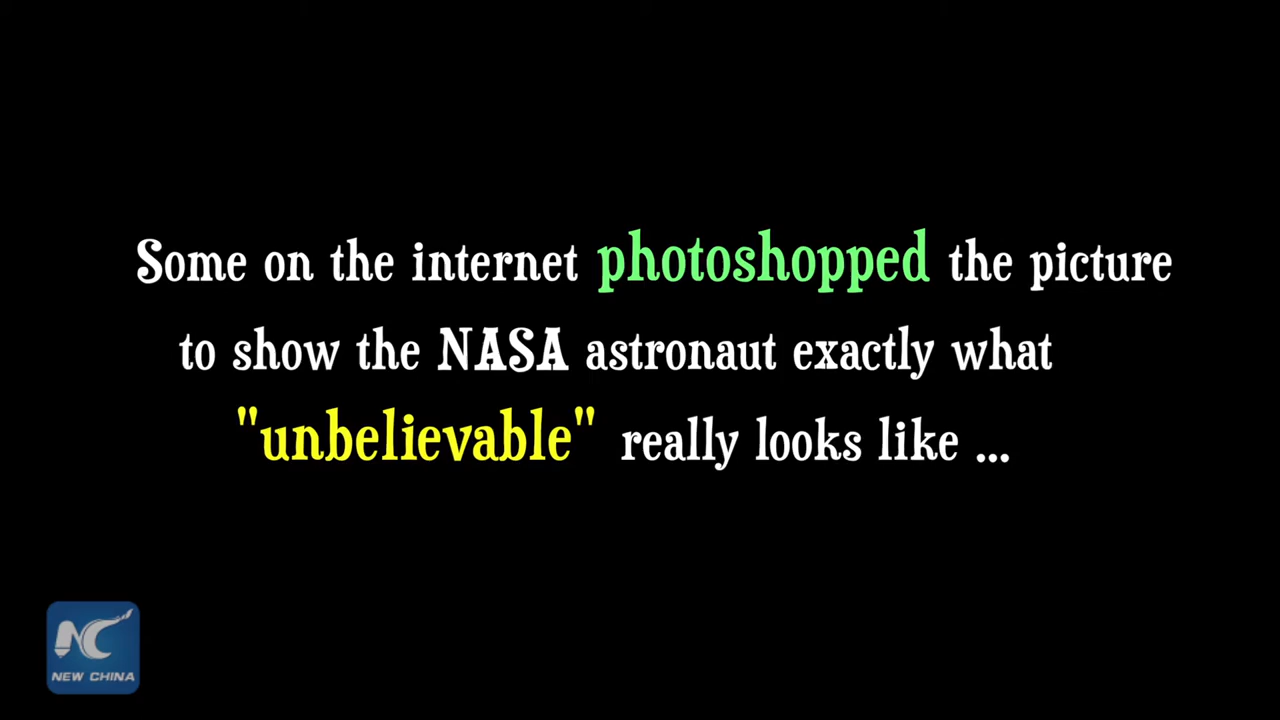 Some on the internet photoshopped the picture
to show the NASA astronaut exactly what
"unbelievable" really looks like ...
NC
NEW CHINA